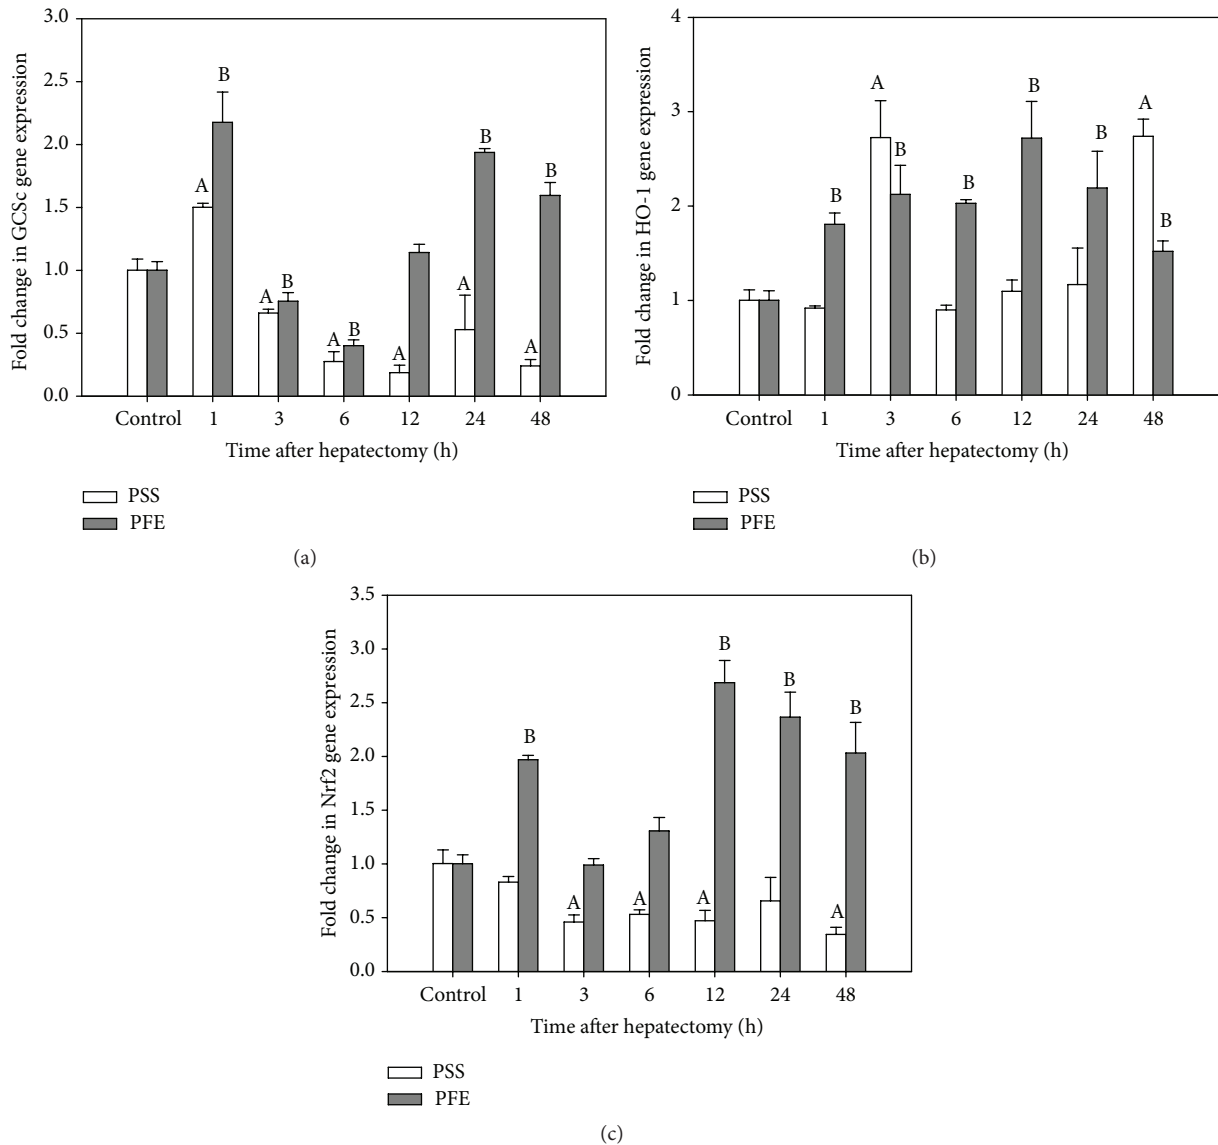 Fold change in GCSc gene expression
3.0
2.5
2.0
1.5
1.0
0.5
0.0
A
B
A
B
A
B
A
A
B
A
B
Control 1 3 6 12 24 48
Time after hepatectomy (h)
PSS
PFE
(a)
Fold change in HO-1 gene expression
4
3
2
1
0
B
A
B
B
B
B
A
B
Control 1 3 6 12 24 48
Time after hepatectomy (h)
PSS
PFE
(b)
Fold change in Nrf2 gene expression
3.5
3.0
2.5
2.0
1.5
1.0
0.5
0.0
B
A
A
A
B
B
A
B
Control 1 3 6 12 24 48
Time after hepatectomy (h)
PSS
PFE
(c)